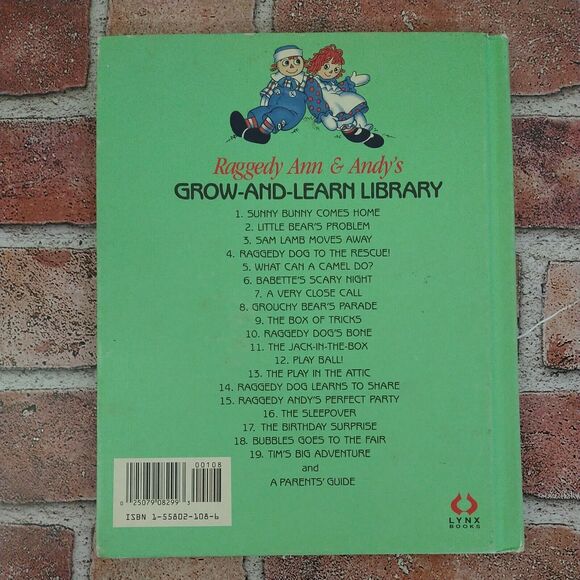 Raggedy Ann & Andy's
GROW-AND-LEARN LIBRARY
1. SUNNY BUNNY COMES HOME
2. LITTLE BEAR'S PROBLEM
3. SAM LAMB MOVES AWAY
4. RAGGEDY DOG TO THE RESCUE!
5. WHAT CAN A CAMEL DO?
6. BABETTE'S SCARY NIGHT
7. A VERY CLOSE CALL
8. GROUCHY BEAR'S PARADE
9. THE BOX OF TRICKS
10. RAGGEDY DOG'S BONE
11. THE JACK-IN-THE-BOX
12. PLAY BALL!
13. THE PLAY IN THE ATTIC
14. RAGGEDY DOG LEARNS TO SHARE
15. RAGGEDY ANDY'S PERFECT PARTY
16. THE SLEEPOVER
17. THE BIRTHDAY SURPRISE
18. BUBBLES GOES TO THE FAIR
19. TIM'S BIG ADVENTURE
and
A PARENTS' GUIDE
00108
0 25079 08299 3
ISBN 1-55802-108-6
LYNX
BOOKS